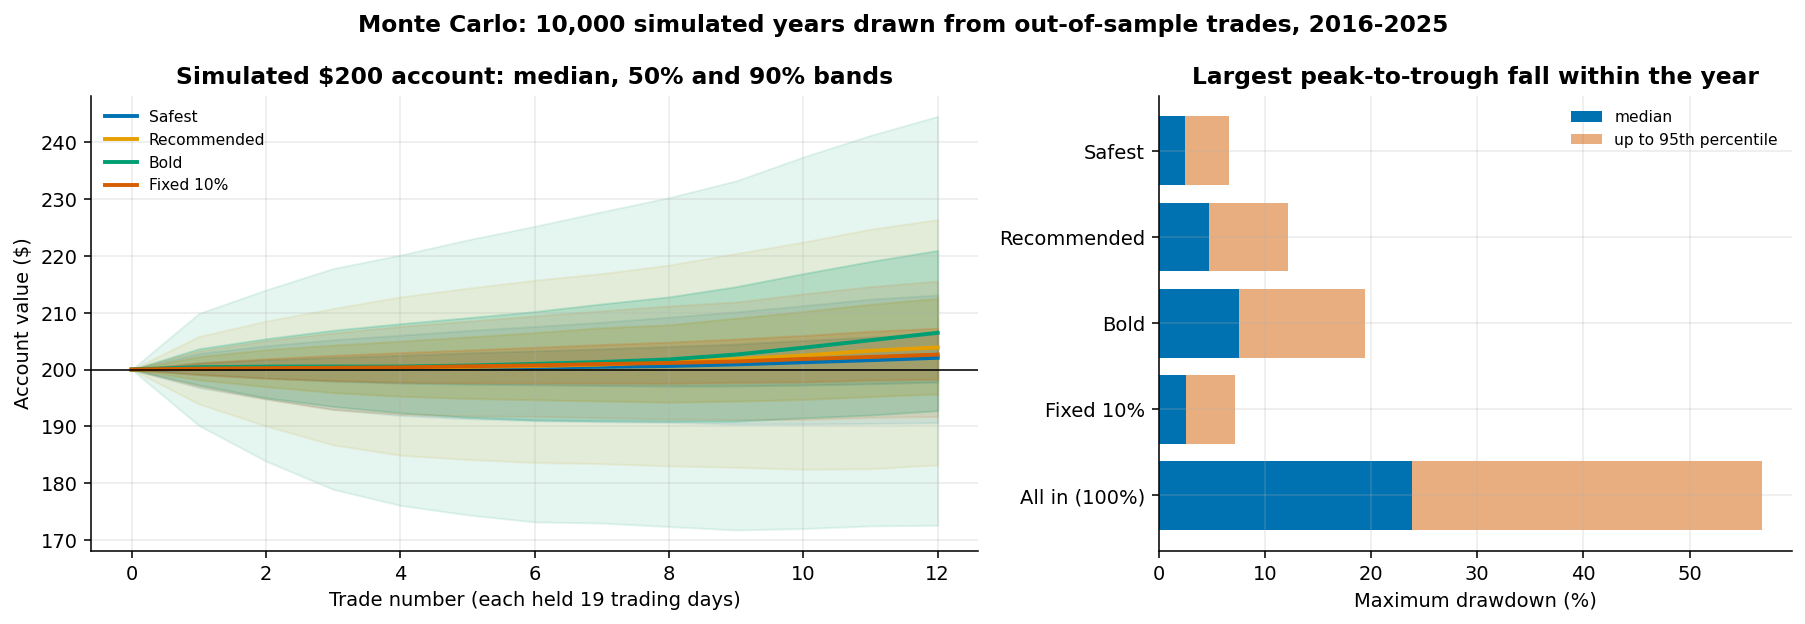 Monte Carlo: 10,000 simulated years drawn from out-of-sample trades, 2016-2025
Simulated $200 account: median, 50% and 90% bands
Safest
Recommended
Bold
Fixed 10%
240
230
220
210
200
190
180
170
Account value ($)
0 2 4 6 8 10 12
Trade number (each held 19 trading days)
Largest peak-to-trough fall within the year
median
up to 95th percentile
Safest
Recommended
Bold
Fixed 10%
All in (100%)
0 10 20 30 40 50
Maximum drawdown (%)